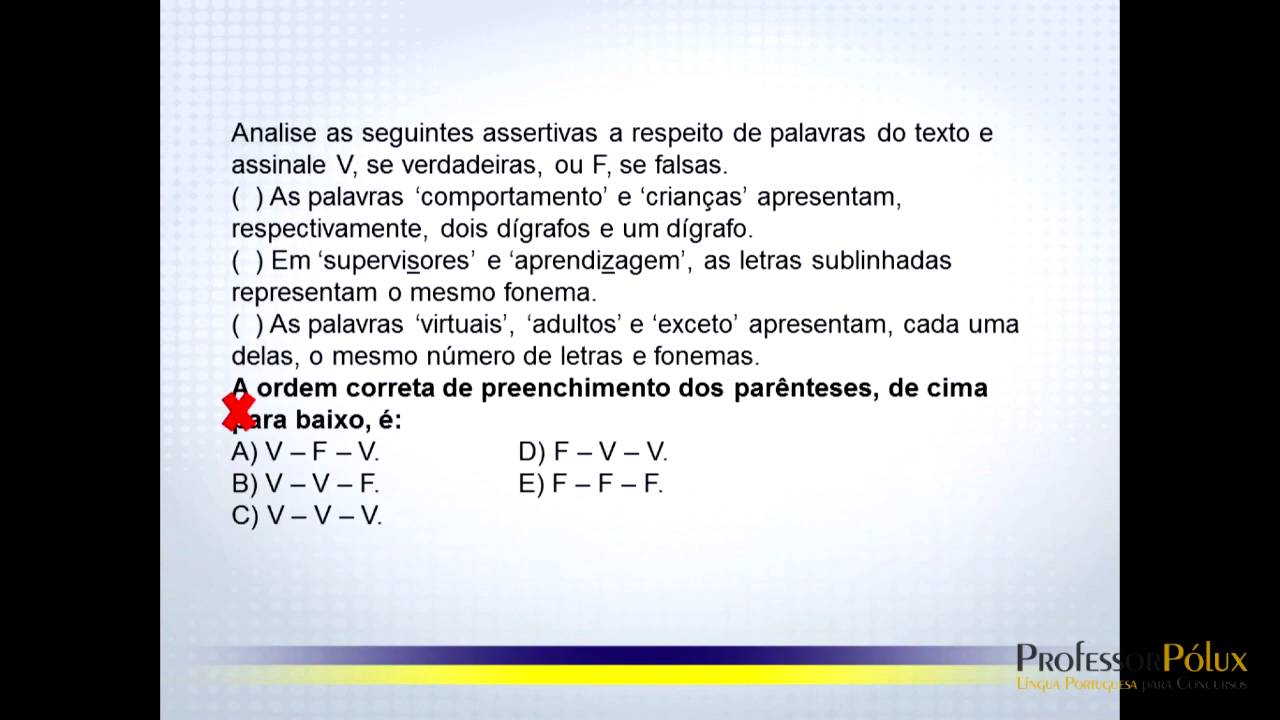 Analise as seguintes assertivas a respeito de palavras do texto e
assinale V, se verdadeiras, ou F, se falsas.
( ) As palavras ‘comportamento’ e ‘crianças’ apresentam,
respectivamente, dois dígrafos e um dígrafo.
( ) Em ‘supervisores’ e ‘aprendizagem’, as letras sublinhadas
representam o mesmo fonema.
( ) As palavras ‘virtuais’, ‘adultos’ e ‘exceto’ apresentam, cada uma
delas, o mesmo número de letras e fonemas.
A ordem correta de preenchimento dos parênteses, de cima
para baixo, é:
A) V – F – V. D) F – V – V.
B) V – V – F. E) F – F – F.
C) V – V – V.
Professor Pólux
Língua Portuguesa para Concursos